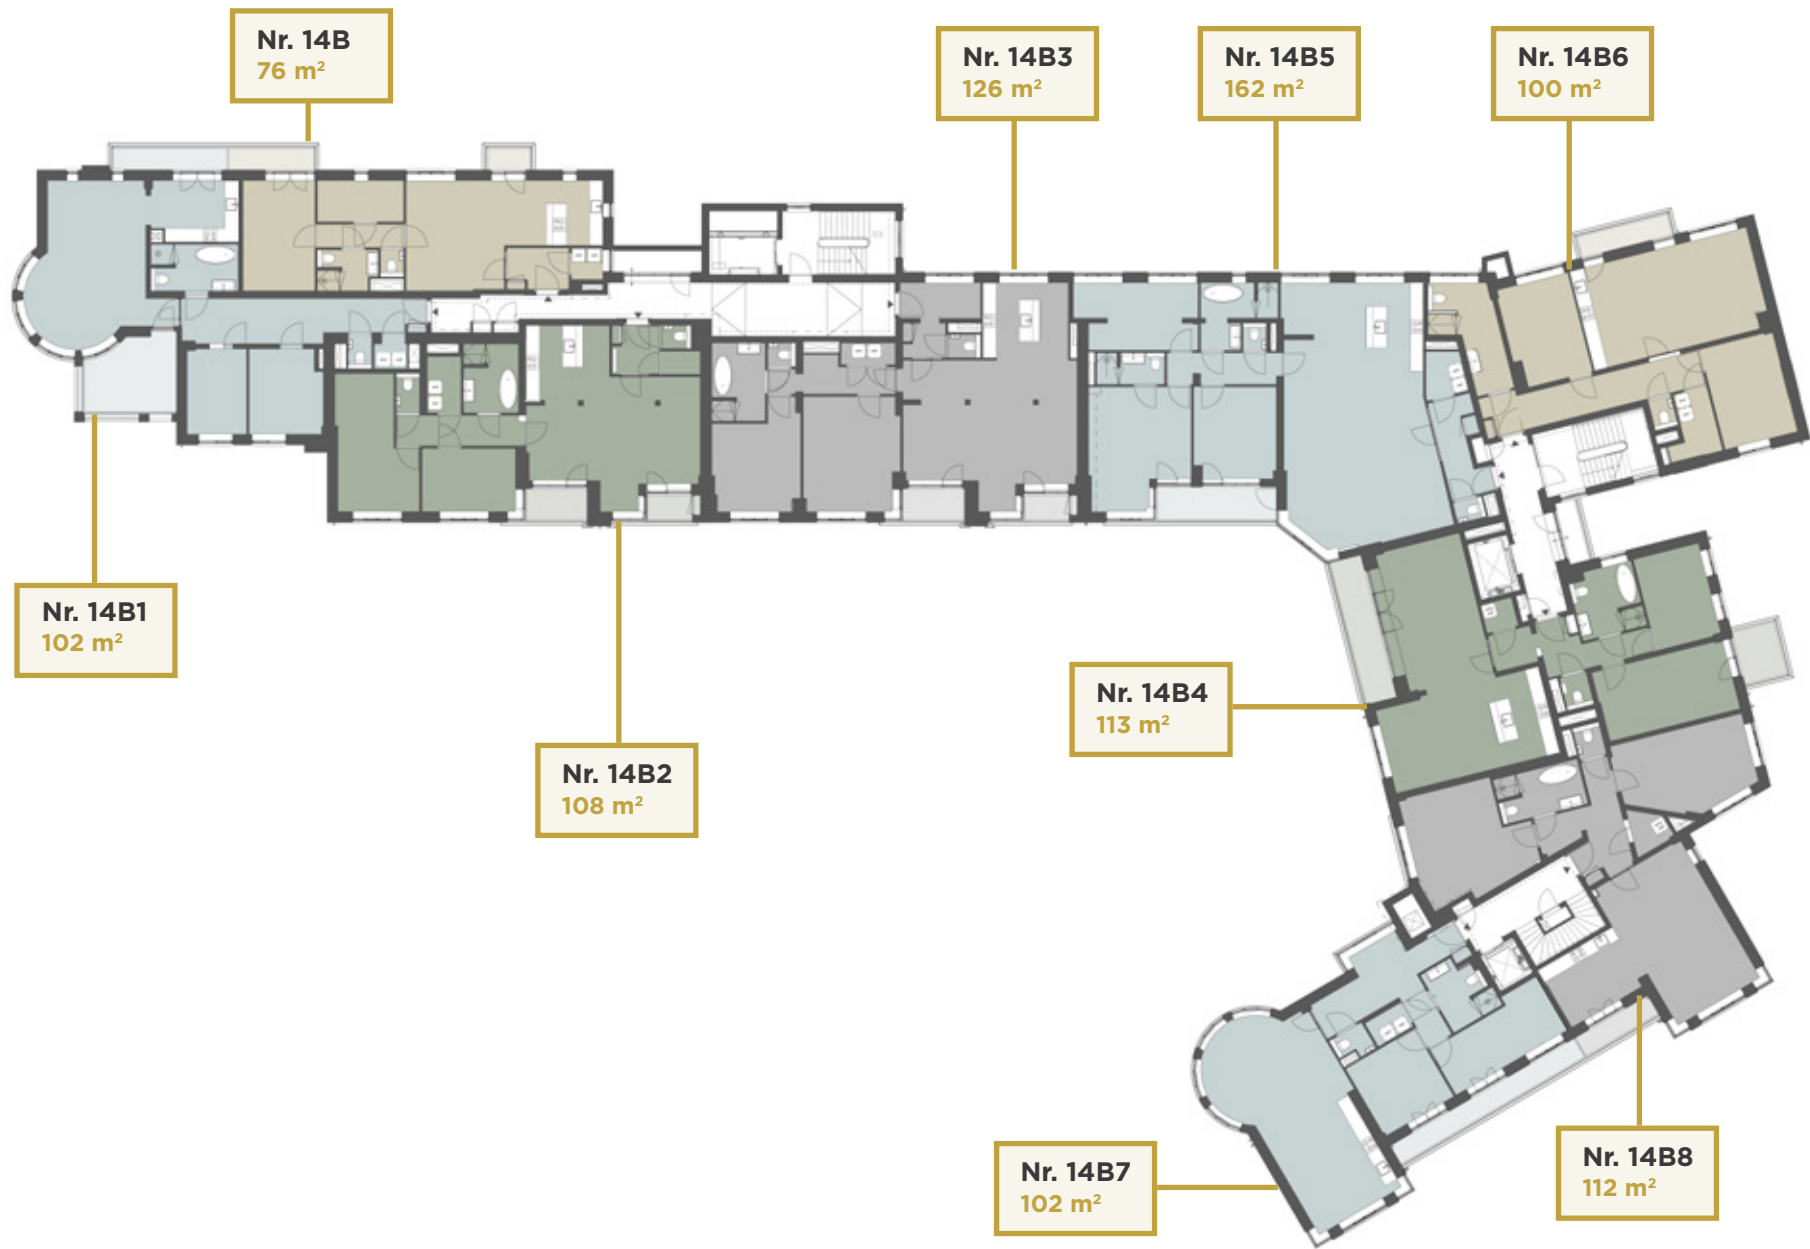 Nr. 14B
76 m²
Nr. 14B3
126 m²
Nr. 14B5
162 m²
Nr. 14B6
100 m²
Nr. 14B1
102 m²
Nr. 14B4
113 m²
Nr. 14B2
108 m²
Nr. 14B7
102 m²
Nr. 14B8
112 m²